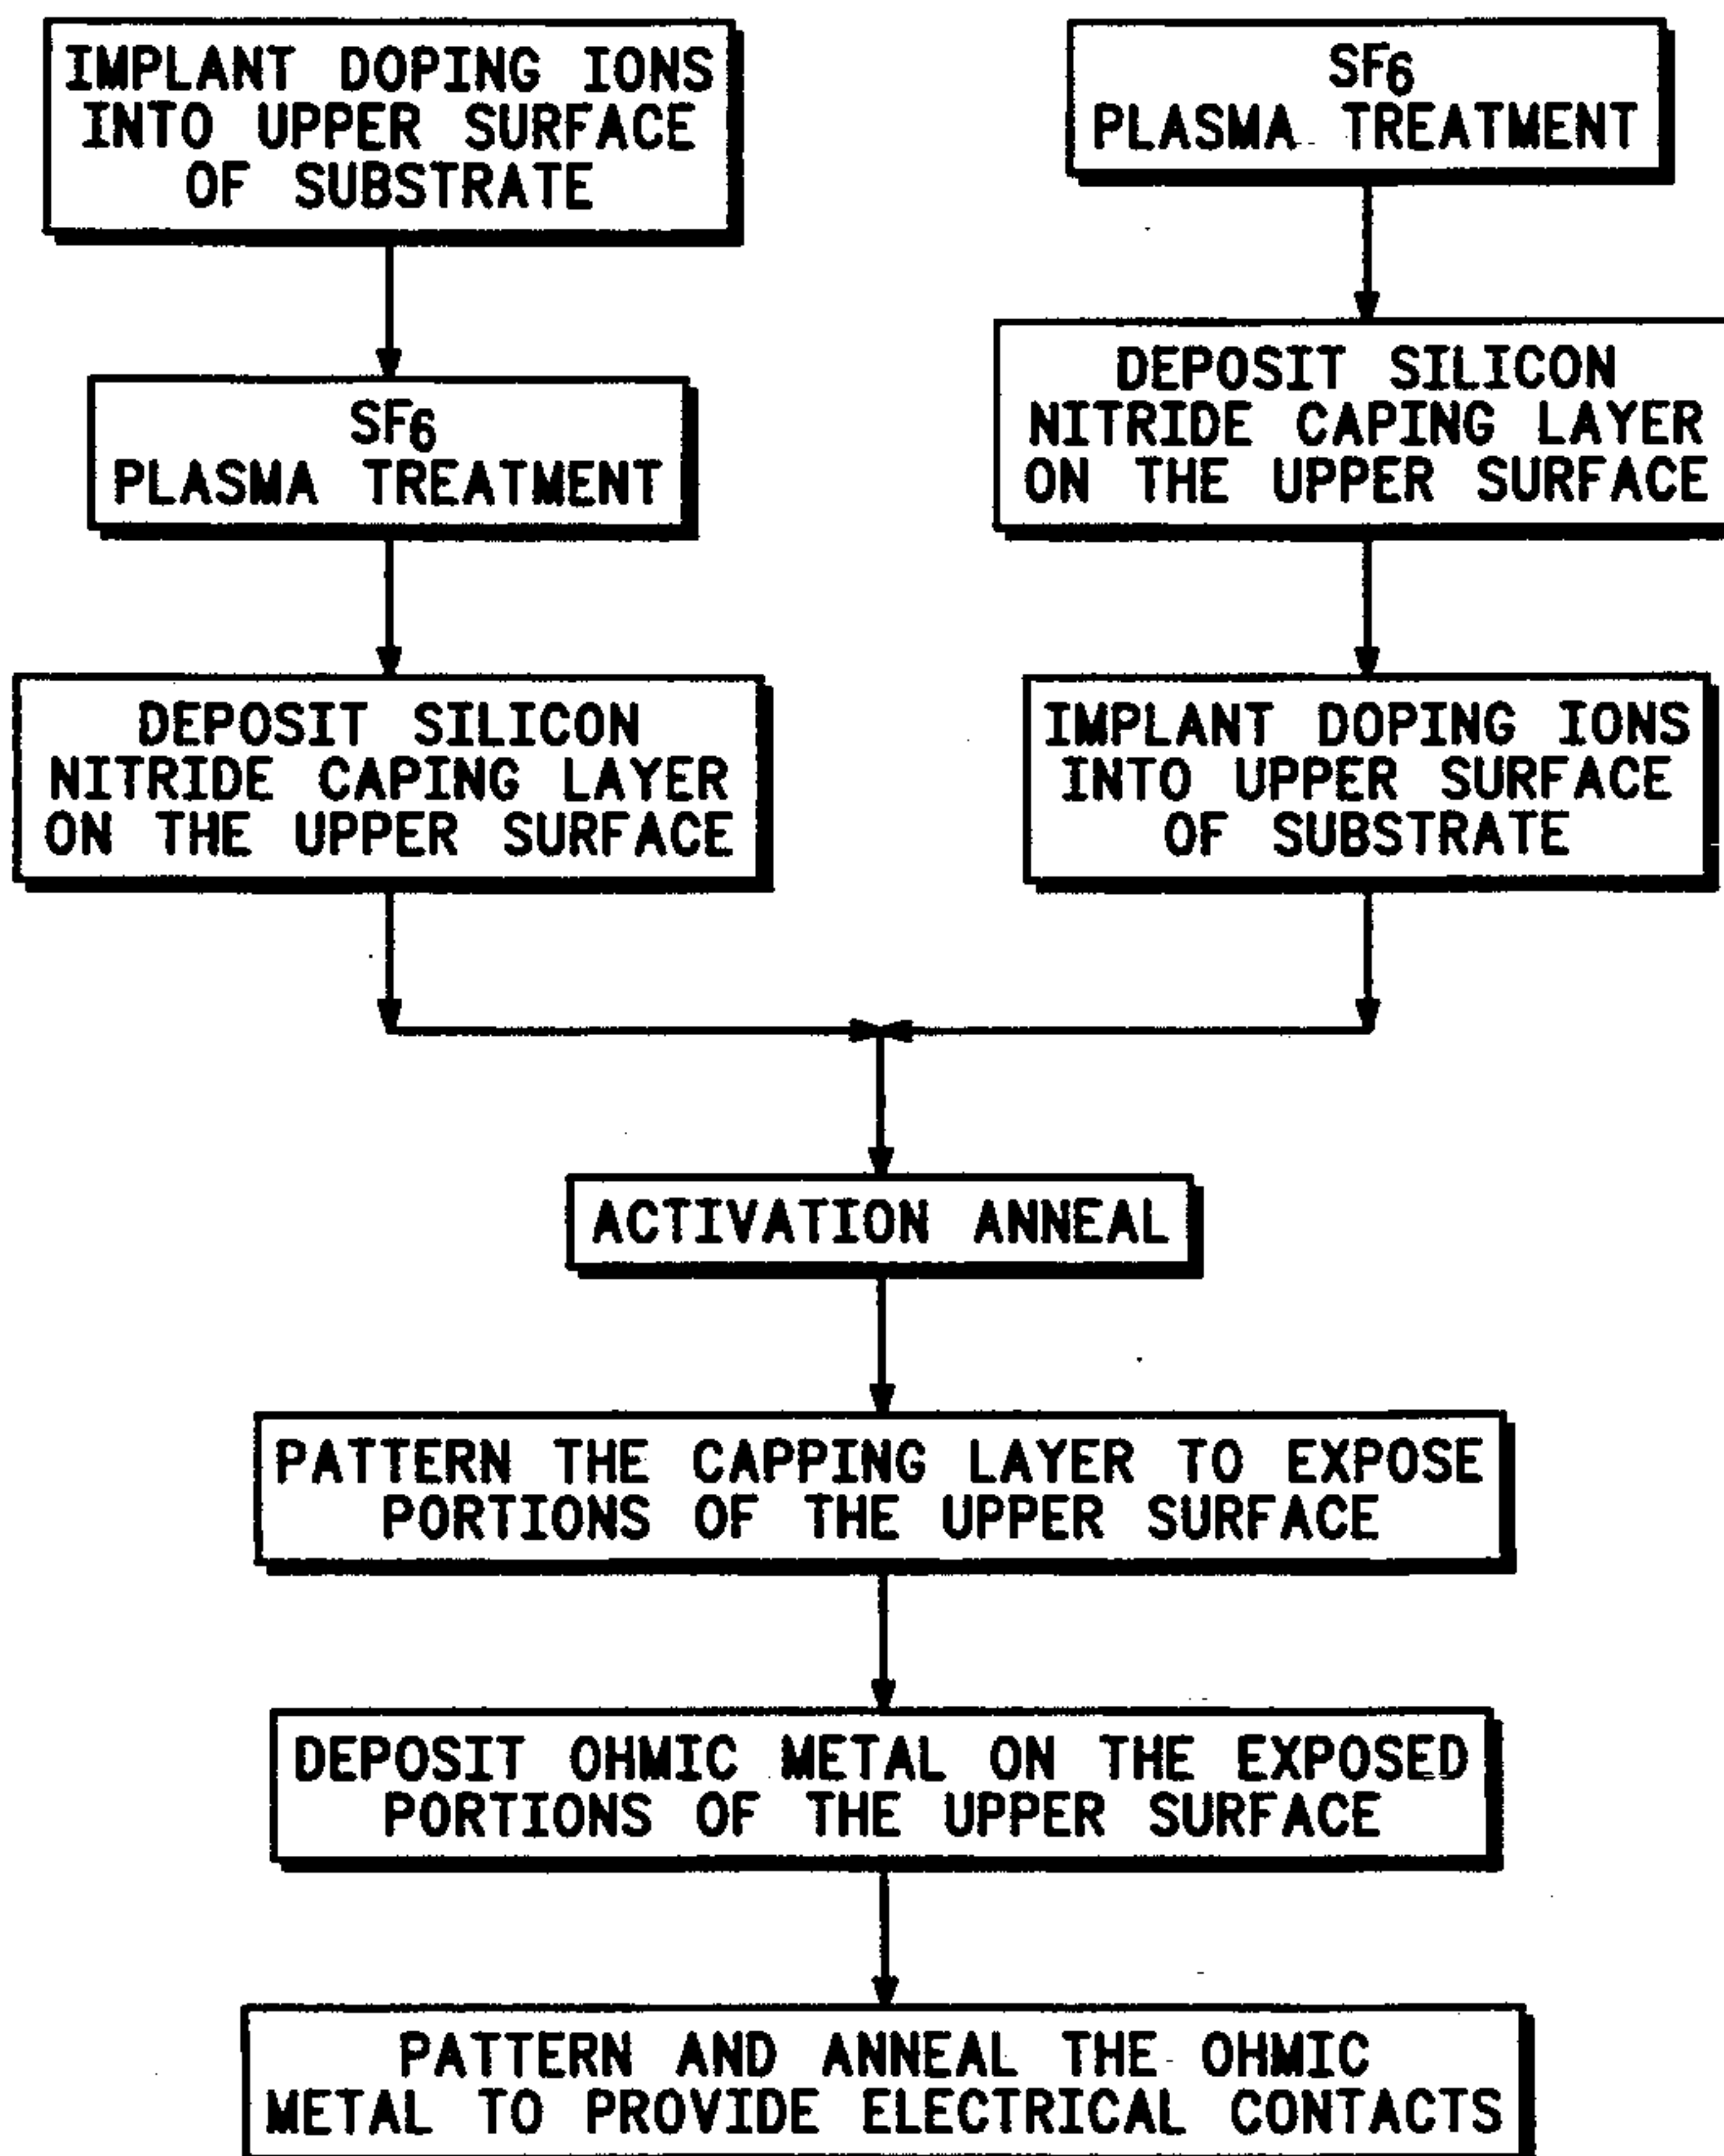 IMPLANT DOPING IONS
INTO UPPER SURFACE
OF SUBSTRATE
SF6
PLASMA TREATMENT
DEPOSIT SILICON
NITRIDE CAPING LAYER
ON THE UPPER SURFACE
SF6
PLASMA TREATMENT
DEPOSIT SILICON
NITRIDE CAPING LAYER
ON THE UPPER SURFACE
IMPLANT DOPING IONS
INTO UPPER SURFACE
OF SUBSTRATE
ACTIVATION ANNEAL
PATTERN THE CAPPING LAYER TO EXPOSE
PORTIONS OF THE UPPER SURFACE
DEPOSIT OHMIC METAL ON THE EXPOSED
PORTIONS OF THE UPPER SURFACE
PATTERN AND ANNEAL THE OHMIC
METAL TO PROVIDE ELECTRICAL CONTACTS